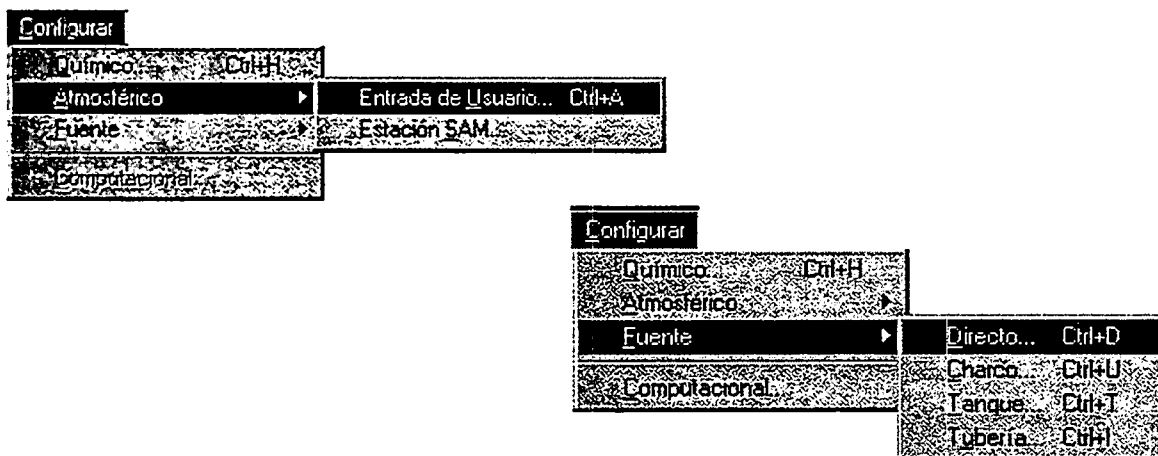 Configurar
Químico... Ctrl+H
Atmosférico
Entrada de Usuario... Ctrl+A
Fuente
Estación SAM...
Computacional...
Configurar
Químico... Ctrl+H
Atmosférico
Fuente
Directo... Ctrl+D
Charco... Ctrl+U
Computacional...
Tanque... Ctrl+T
Tubería... Ctrl+I